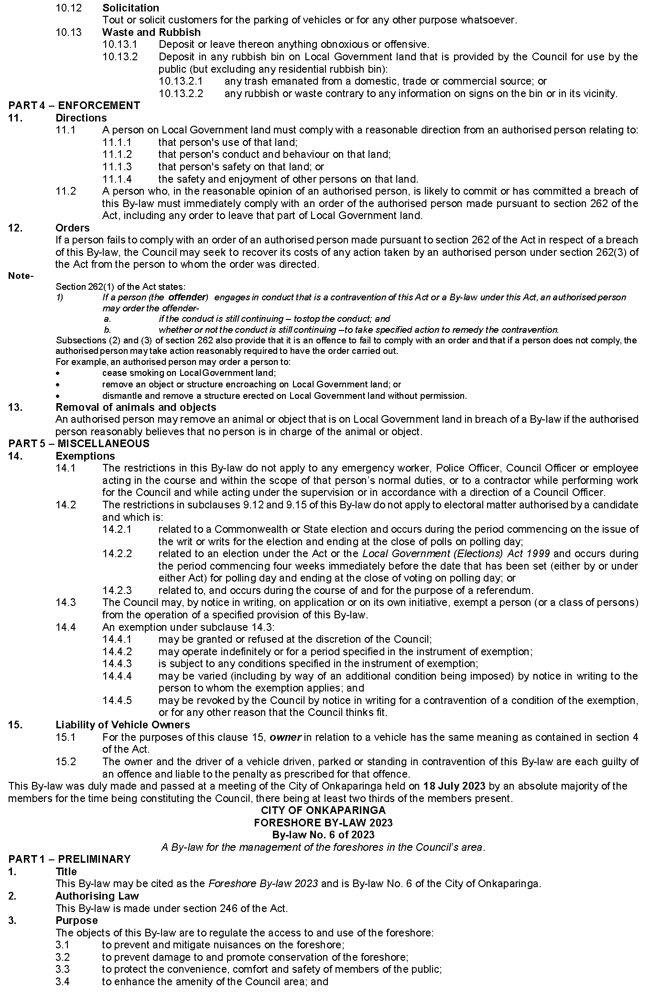 10.12 Solicitation
Tout or solicit customers for the parking of vehicles or for any other purpose whatsoever.
10.13 Waste and Rubbish
10.13.1 Deposit or leave thereon anything obnoxious or offensive.
10.13.2 Deposit in any rubbish bin on Local Government land that is provided by the Council for use by the
public (but excluding any residential rubbish bin):
10.13.2.1 any trash emanated from a domestic, trade or commercial source; or
10.13.2.2 any rubbish or waste contrary to any information on signs on the bin or in its vicinity.
PART 4 – ENFORCEMENT
11. Directions
11.1 A person on Local Government land must comply with a reasonable direction from an authorised person relating to:
11.1.1 that person's use of that land;
11.1.2 that person's conduct and behaviour on that land;
11.1.3 that person's safety on that land; or
11.1.4 the safety and enjoyment of other persons on that land.
11.2 A person who, in the reasonable opinion of an authorised person, is likely to commit or has committed a breach of
this By-law must immediately comply with an order of the authorised person made pursuant to section 262 of the
Act, including any order to leave that part of Local Government land.
12. Orders
If a person fails to comply with an order of an authorised person made pursuant to section 262 of the Act in respect of a breach
of this By-law, the Council may seek to recover its costs of any action taken by an authorised person under section 262(3) of
the Act from the person to whom the order was directed.
Note-
Section 262(1) of the Act states:
1) If a person (the offender) engages in conduct that is a contravention of this Act or a By-law under this Act, an authorised person
may order the offender-
a. if the conduct is still continuing – to stop the conduct; and
b. whether or not the conduct is still continuing – to take specified action to remedy the contravention.
Subsections (2) and (3) of section 262 also provide that it is an offence to fail to comply with an order and that if a person does not comply, the
authorised person may take action reasonably required to have the order carried out.
For example, an authorised person may order a person to:
• cease smoking on Local Government land;
• remove an object or structure encroaching on Local Government land; or
• dismantle and remove a structure erected on Local Government land without permission.
13. Removal of animals and objects
An authorised person may remove an animal or object that is on Local Government land in breach of a By-law if the authorised
person reasonably believes that no person is in charge of the animal or object.
PART 5 – MISCELLANEOUS
14. Exemptions
14.1 The restrictions in this By-law do not apply to any emergency worker, Police Officer, Council Officer or employee
acting in the course and within the scope of that person’s normal duties, or to a contractor while performing work
for the Council and while acting under the supervision or in accordance with a direction of a Council Officer.
14.2 The restrictions in subclauses 9.12 and 9.15 of this By-law do not apply to electoral matter authorised by a candidate
and which is:
14.2.1 related to a Commonwealth or State election and occurs during the period commencing on the issue of
the writ or writs for the election and ending at the close of polls on polling day;
14.2.2 related to an election under the Act or the Local Government (Elections) Act 1999 and occurs during
the period commencing four weeks immediately before the date that has been set (either by or under
either Act) for polling day and ending at the close of voting on polling day; or
14.2.3 related to, and occurs during the course of and for the purpose of a referendum.
14.3 The Council may, by notice in writing, on application or on its own initiative, exempt a person (or a class of persons)
from the operation of a specified provision of this By-law.
14.4 An exemption under subclause 14.3:
14.4.1 may be granted or refused at the discretion of the Council;
14.4.2 may operate indefinitely or for a period specified in the instrument of exemption;
14.4.3 is subject to any conditions specified in the instrument of exemption;
14.4.4 may be varied (including by way of an additional condition being imposed) by notice in writing to the
person to whom the exemption applies; and
14.4.5 may be revoked by the Council by notice in writing for a contravention of a condition of the exemption,
or for any other reason that the Council thinks fit.
15. Liability of Vehicle Owners
15.1 For the purposes of this clause 15, owner in relation to a vehicle has the same meaning as contained in section 4
of the Act.
15.2 The owner and the driver of a vehicle driven, parked or standing in contravention of this By-law are each guilty of
an offence and liable to the penalty as prescribed for that offence.
This By-law was duly made and passed at a meeting of the City of Onkaparinga held on 18 July 2023 by an absolute majority of the
members for the time being constituting the Council, there being at least two thirds of the members present.
CITY OF ONKAPARINGA
FORESHORE BY-LAW 2023
By-law No. 6 of 2023
A By-law for the management of the foreshores in the Council’s area.
PART 1 – PRELIMINARY
1. Title
This By-law may be cited as the Foreshore By-law 2023 and is By-law No. 6 of the City of Onkaparinga.
2. Authorising Law
This By-law is made under section 246 of the Act.
3. Purpose
The objects of this By-law are to regulate the access to and use of the foreshore:
3.1 to prevent and mitigate nuisances on the foreshore;
3.2 to prevent damage to and promote conservation of the foreshore;
3.3 to protect the convenience, comfort and safety of members of the public;
3.4 to enhance the amenity of the Council area; and